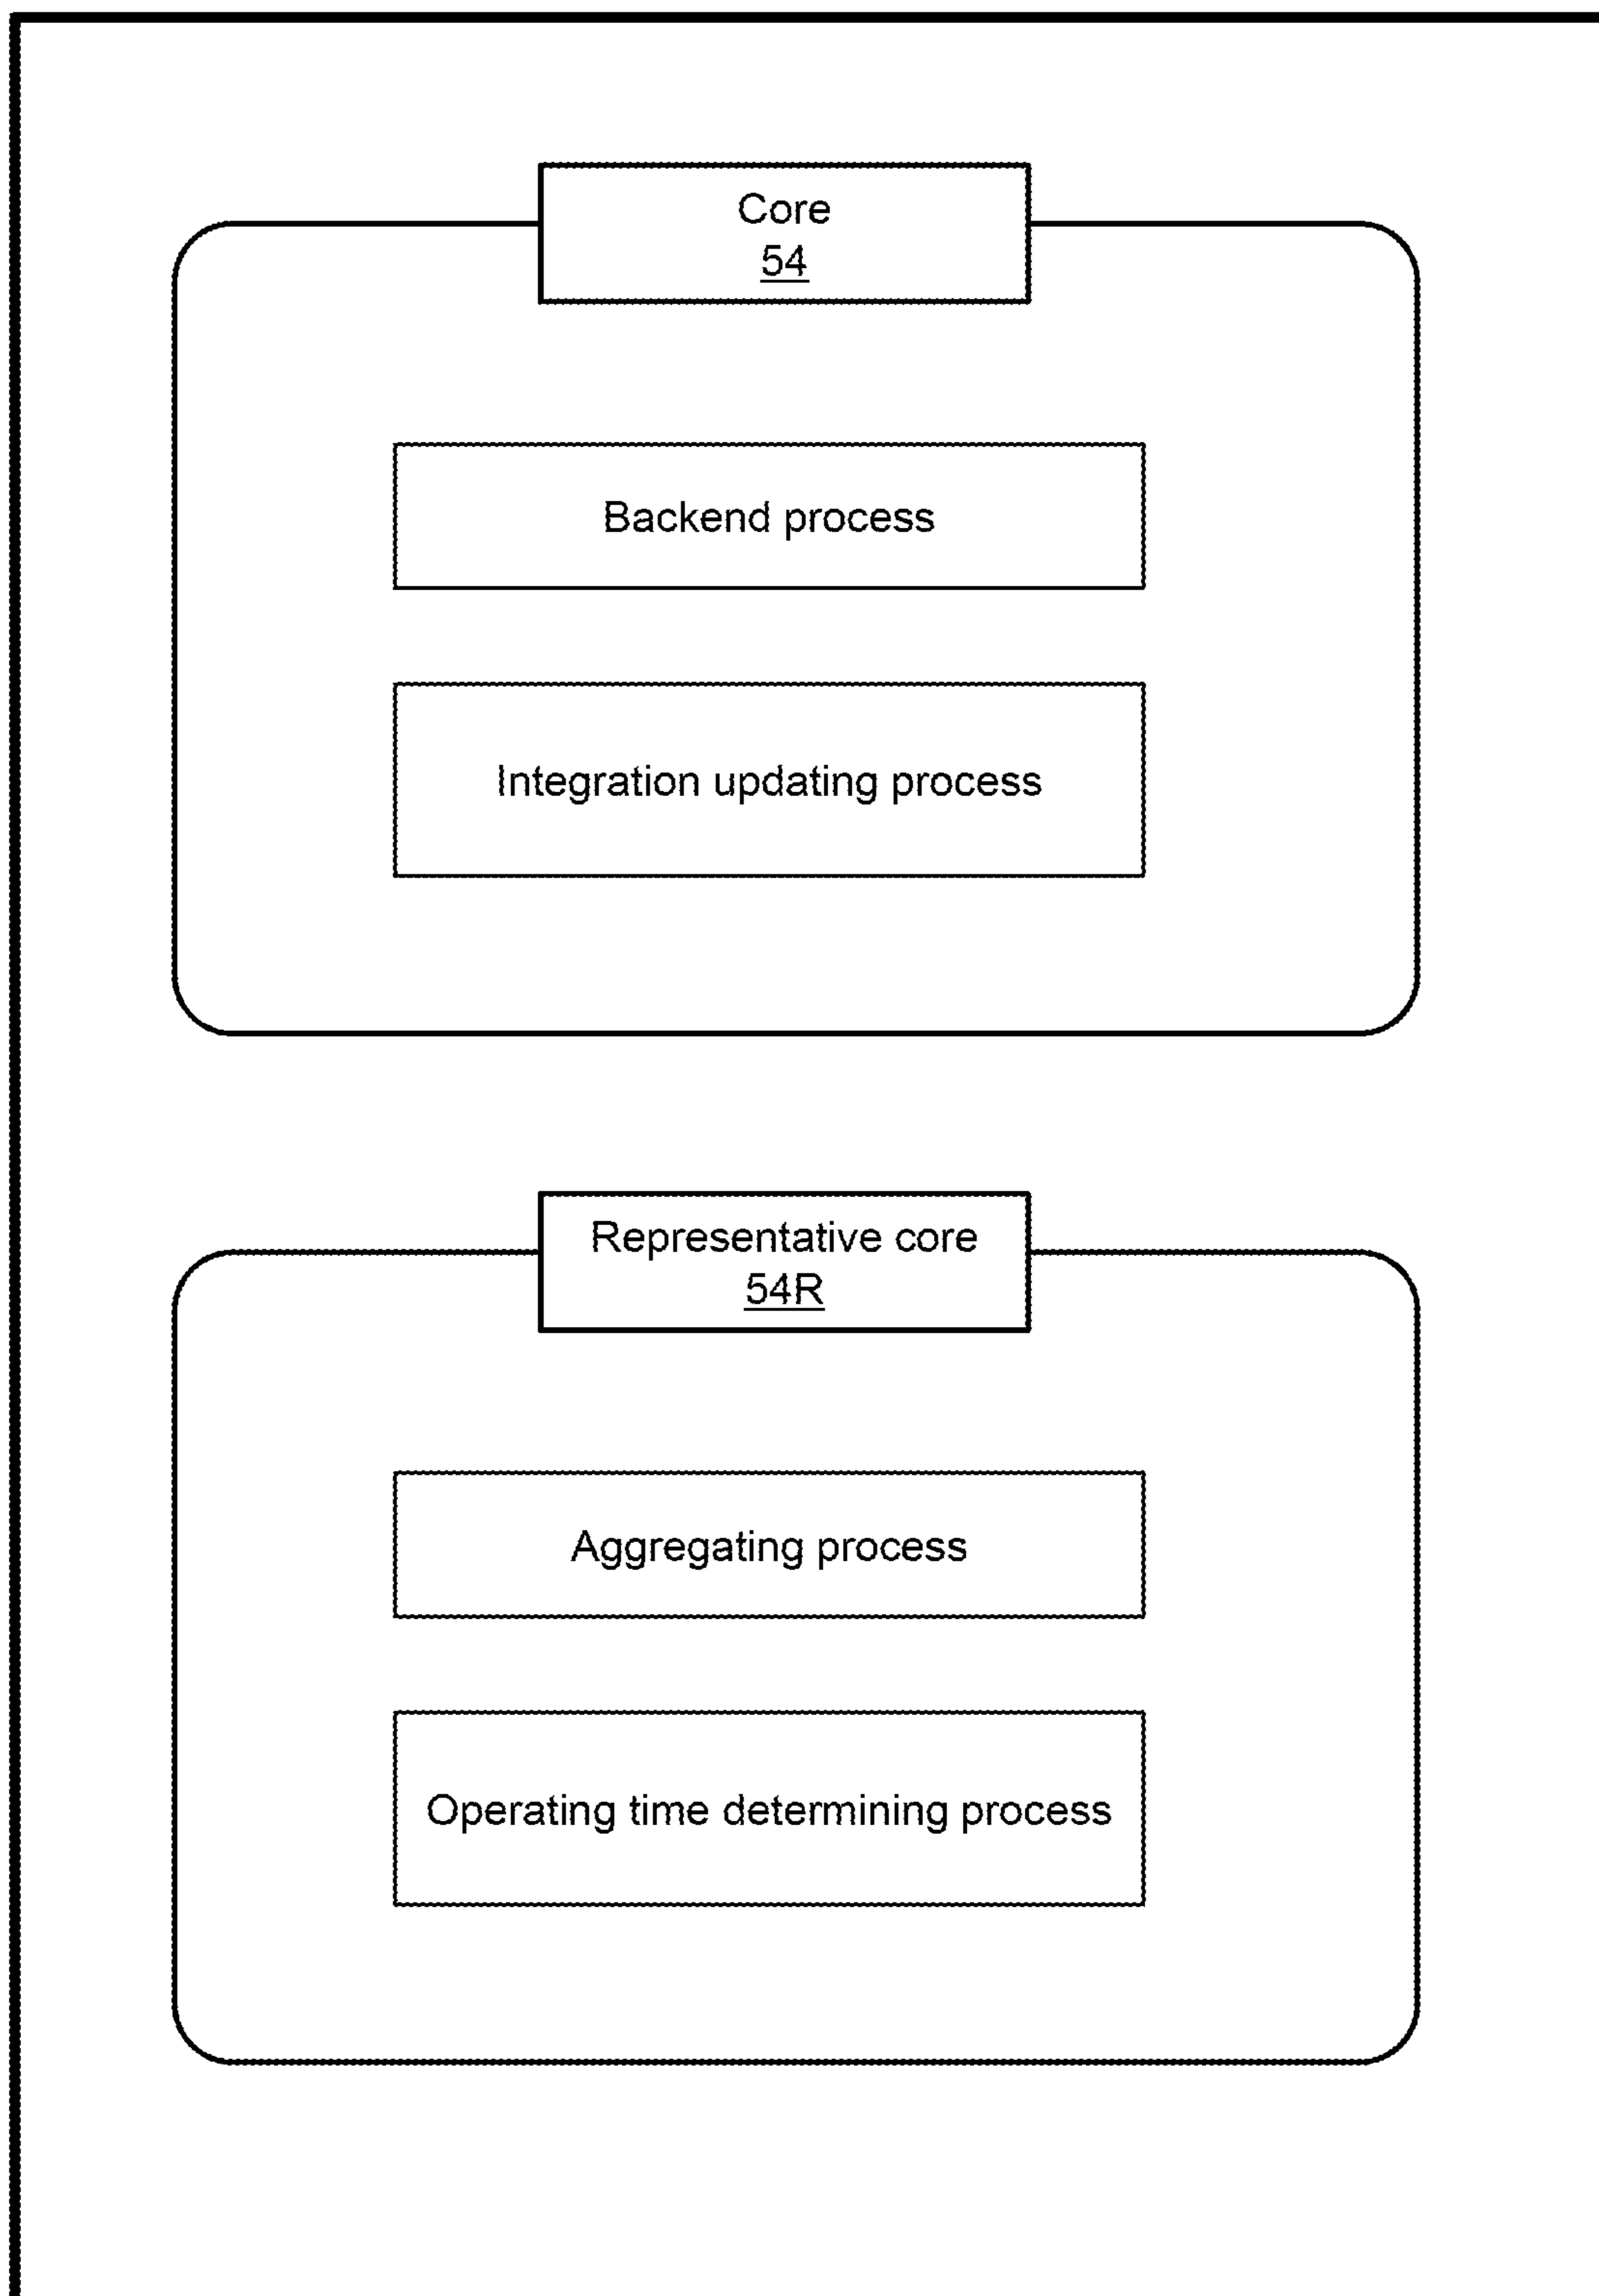 Core
54
Backend process
Integration updating process
Representative core
54R
Aggregating process
Operating time determining process